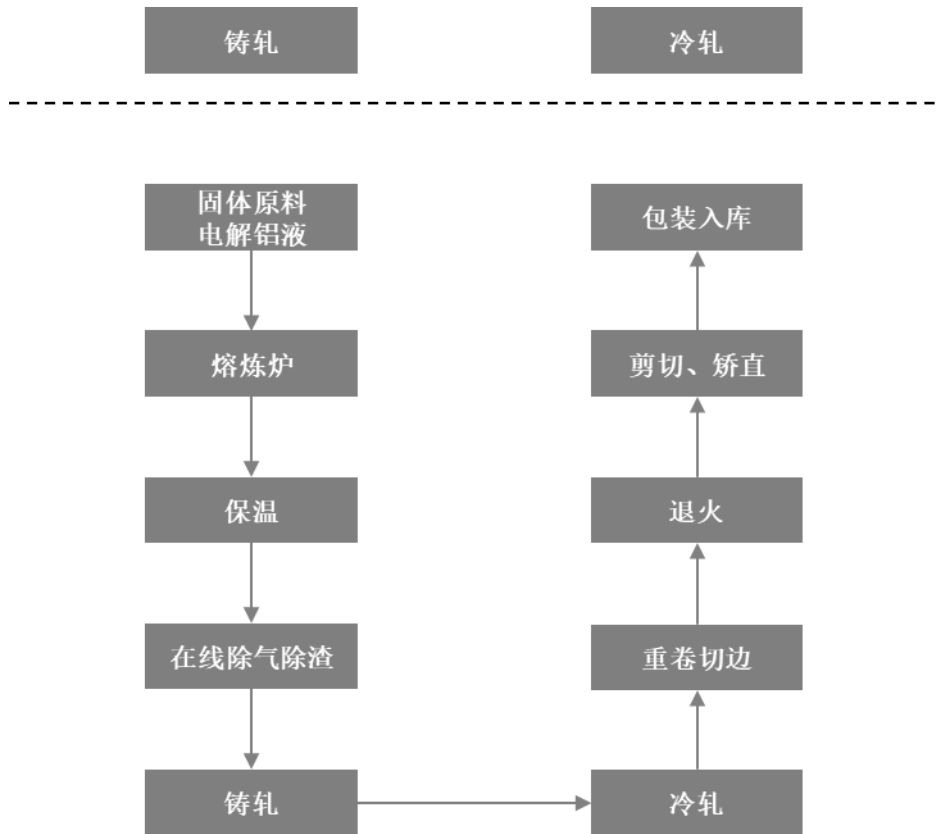 铸轧
冷轧
固体原料
电解铝液
熔炼炉
保温
在线除气除渣
铸轧
包装入库
剪切、矫直
退火
重卷切边
冷轧